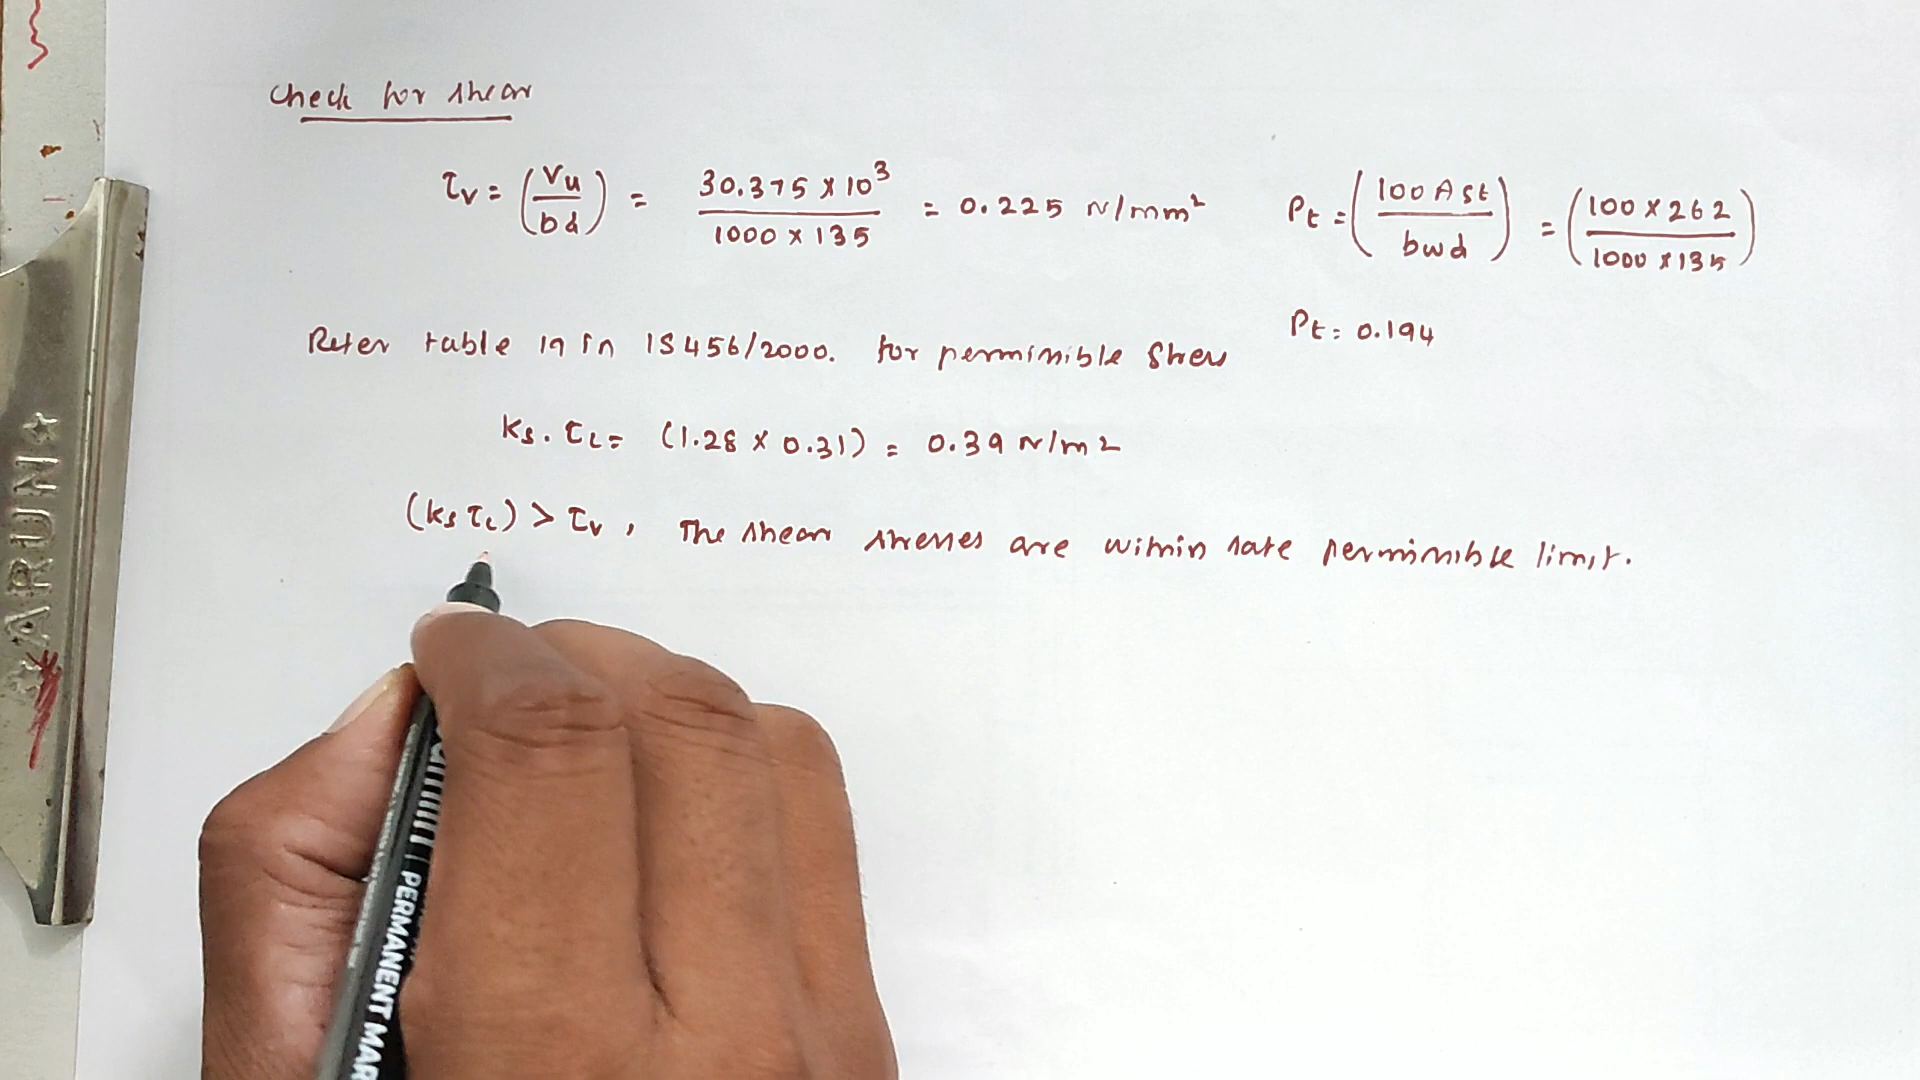 Check for shear
τv = (Vu/bd) = 30.375 x 10³ / 1000 x 135 = 0.225 N/mm²
Pt = (100 Ast / bwd) = (100 x 262 / 1000 x 135)
Pt = 0.194
Refer table 19 in IS 456/2000. for permissible Shear
Ks. τc = (1.28 x 0.31) = 0.39 N/m2
(ks τc) > τv, The shear stresses are within safe permissible limit.
ARUN
PERMANENT MAR